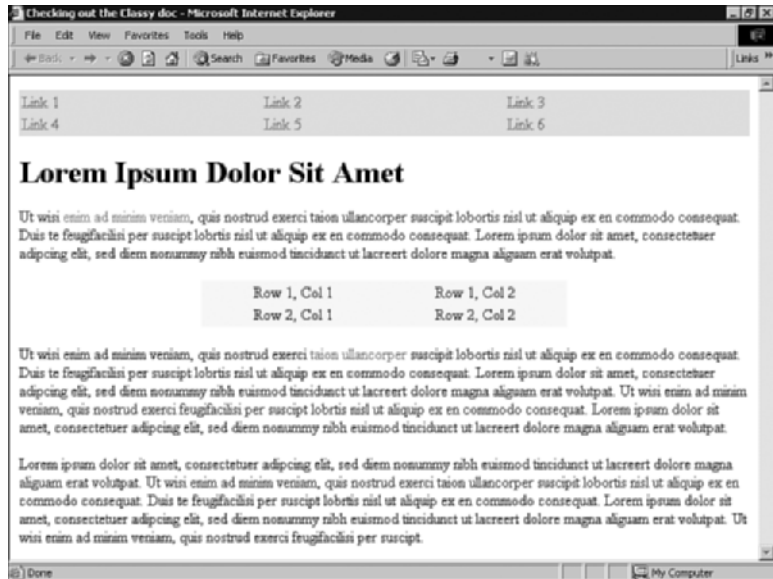 Checking out the Classy doc - Microsoft Internet Explorer
File Edit View Favorites Tools Help
Back Search Favorites Media Links »
Link 1 Link 2 Link 3
Link 4 Link 5 Link 6
Lorem Ipsum Dolor Sit Amet
Ut wisi enim ad minim veniam, quis nostrud exerci taion ullancorper suscipit lobortis nisl ut aliquip ex en commodo consequat.
Duis te feugifacilisi per suscipt lobrtis nisl ut aliquip ex en commodo consequat. Lorem ipsum dolor sit amet, consectetuer
adipcing elit, sed diem nonummy nibh euismod tincidunct ut lacreert dolore magna aliguam erat volutpat.
Row 1, Col 1 Row 1, Col 2
Row 2, Col 1 Row 2, Col 2
Ut wisi enim ad minim veniam, quis nostrud exerci taion ullancorper suscipit lobortis nisl ut aliquip ex en commodo consequat.
Duis te feugifacilisi per suscipt lobrtis nisl ut aliquip ex en commodo consequat. Lorem ipsum dolor sit amet, consectetuer
adipcing elit, sed diem nonummy nibh euismod tincidunct ut lacreert dolore magna aliguam erat volutpat. Ut wisi enim ad minim
veniam, quis nostrud exerci feugifacilisi per suscipt lobrtis nisl ut aliquip ex en commodo consequat. Lorem ipsum dolor sit
amet, consectetuer adipcing elit, sed diem nonummy nibh euismod tincidunct ut lacreert dolore magna aliguam erat volutpat.
Lorem ipsum dolor sit amet, consectetuer adipcing elit, sed diem nonummy nibh euismod tincidunct ut lacreert dolore magna
aliguam erat volutpat. Ut wisi enim ad minim veniam, quis nostrud exerci taion ullancorper suscipit lobortis nisl ut aliquip ex en
commodo consequat. Duis te feugifacilisi per suscipt lobrtis nisl ut aliquip ex en commodo consequat. Lorem ipsum dolor sit
amet, consectetuer adipcing elit, sed diem nonummy nibh euismod tincidunct ut lacreert dolore magna aliguam erat volutpat. Ut
wisi enim ad minim veniam, quis nostrud exerci feugifacilisi per suscipt.
Done My Computer